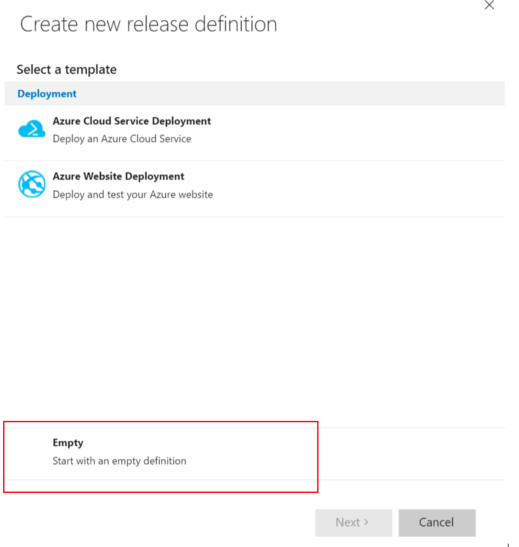 Create new release definition
Select a template
Deployment
Azure Cloud Service Deployment
Deploy an Azure Cloud Service
Azure Website Deployment
Deploy and test your Azure website
Empty
Start with an empty definition
Next >
Cancel